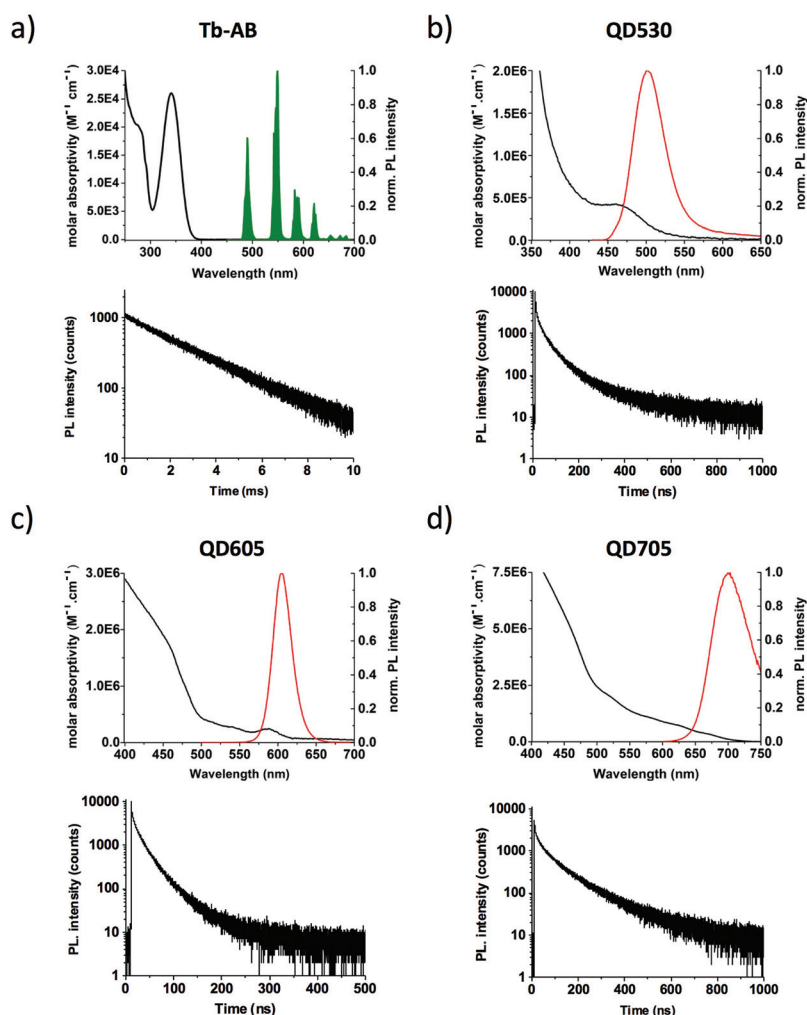 a)
Tb-AB
molar absorptivity (M⁻¹ cm⁻¹)
3.0E4
2.5E4
2.0E4
1.5E4
1.0E4
5.0E3
0.0
1.0
0.8
0.6
0.4
0.2
0.0
norm. PL intensity
300 400 500 600 700
Wavelength (nm)
PL intensity (counts)
1000
100
10
0 2 4 6 8 10
Time (ms)
b)
QD530
molar absorptivity (M⁻¹.cm⁻¹)
2.0E6
1.5E6
1.0E6
5.0E5
0.0
1.0
0.8
0.6
0.4
0.2
0.0
norm. PL intensity
350 400 450 500 550 600 650
Wavelength (nm)
PL. intensity (counts)
10000
1000
100
10
1
0 200 400 600 800 1000
Time (ns)
c)
QD605
molar absorptivity (M⁻¹.cm⁻¹)
3.0E6
2.0E6
1.0E6
0.0
1.0
0.8
0.6
0.4
0.2
0.0
norm. PL intensity
400 450 500 550 600 650 700
Wavelength (nm)
PL. intensity (counts)
10000
1000
100
10
1
0 100 200 300 400 500
Time (ns)
d)
QD705
molar absorptivity (M⁻¹.cm⁻¹)
7.5E6
5.0E6
2.5E6
0.0
1.0
0.8
0.6
0.4
0.2
0.0
norm. PL intensity
400 450 500 550 600 650 700 750
Wavelength (nm)
PL. intensity (counts)
10000
1000
100
10
1
0 200 400 600 800 1000
Time (ns)